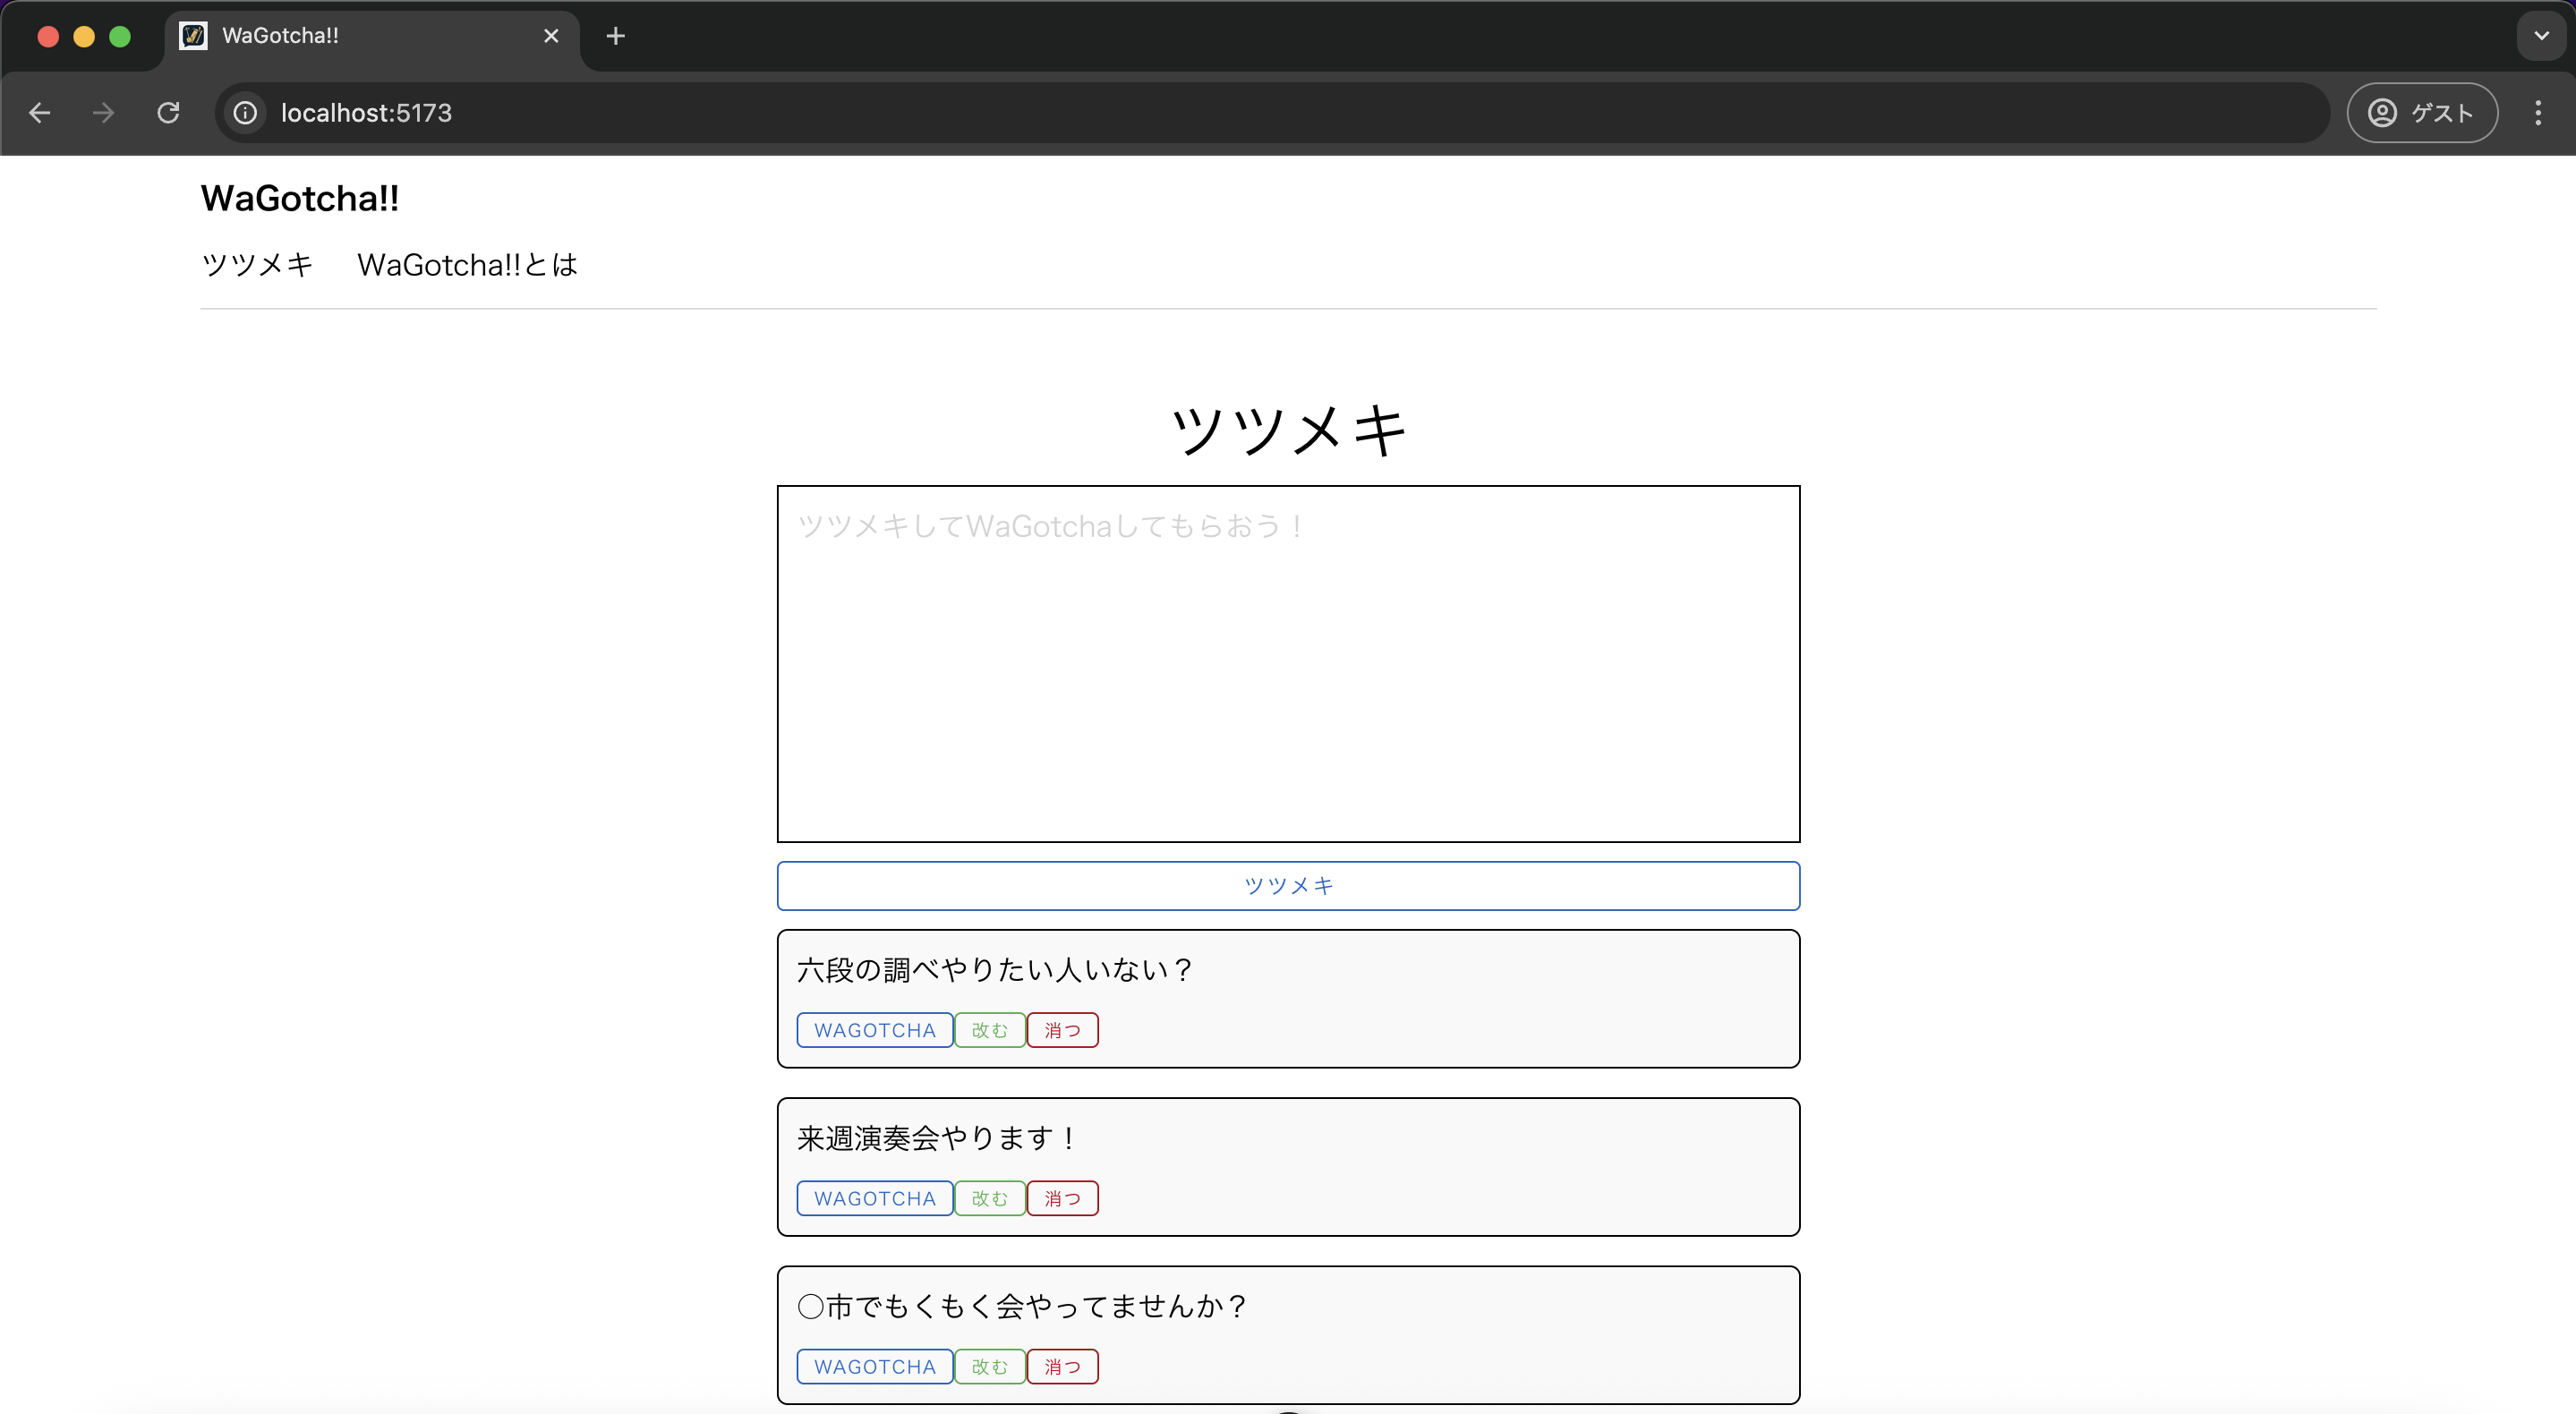 WaGotcha!!
localhost:5173
ゲスト
WaGotcha!!
ツツメキ WaGotcha!!とは
ツツメキ
ツツメキしてWaGotchaしてもらおう！
ツツメキ
六段の調べやりたい人いない？
WAGOTCHA 改む 消つ
来週演奏会やります！
WAGOTCHA 改む 消つ
〇市でもくもく会やってませんか？
WAGOTCHA 改む 消つ